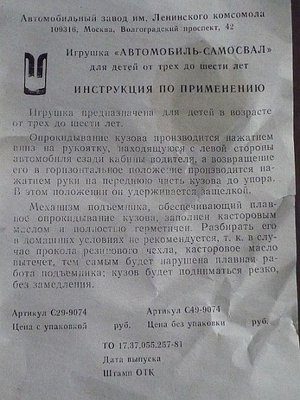 Автомобильный завод им. Ленинского комсомола
109316, Москва, Волгоградский проспект, 42
Игрушка «АВТОМОБИЛЬ-САМОСВАЛ»
для детей от трех до шести лет
ИНСТРУКЦИЯ ПО ПРИМЕНЕНИЮ
Игрушка предназначена для детей в возрасте
от трех до шести лет.
Опрокидывание кузова производится нажатием
вниз на рукоятку, находящуюся с левой стороны
автомобиля сзади кабины водителя, а возвращение
его в горизонтальное положение производится на-
жатием руки на переднюю часть кузова до упора.
В этом положении он удерживается защелкой.
Механизм подъемника, обеспечивающий плав-
ное опрокидывание кузова, заполнен касторовым
маслом и полностью герметичен. Разбирать его
в домашних условиях не рекомендуется, т. к. в слу-
чае прокола резинового чехла, касторовое масло
вытечет, тем самым будет нарушена плавная ра-
бота подъемника; кузов будет подниматься резко,
без замедления.
Артикул С29-9074 Артикул С49-9074
Цена с упаковкой руб. Цена без упаковки руб.
ТО 17.37.055.257-81
Дата выпуска
Штамп ОТК